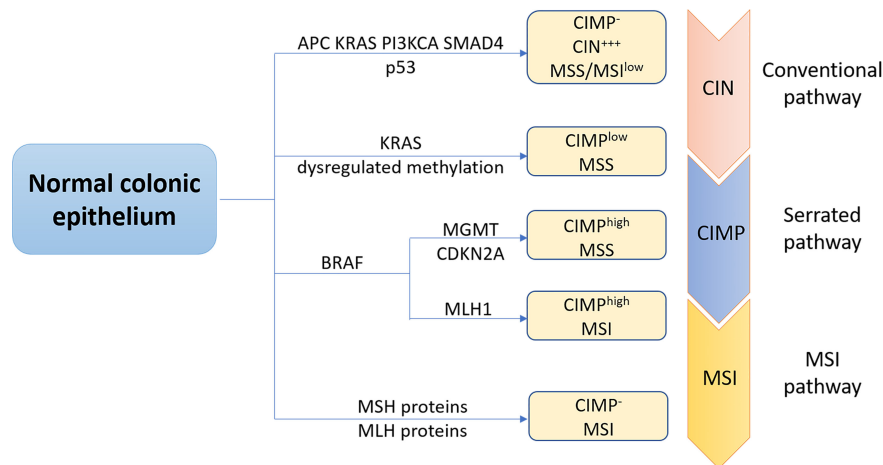 Normal colonic
epithelium
APC KRAS PI3KCA SMAD4
p53
KRAS
dysregulated methylation
BRAF
MGMT
CDKN2A
MLH1
MSH proteins
MLH proteins
CIMP⁻
CIN⁺⁺⁺
MSS/MSIˡᵒʷ
CIMPˡᵒʷ
MSS
CIMPʰⁱᵍʰ
MSS
CIMPʰⁱᵍʰ
MSI
CIMP⁻
MSI
CIN
CIMP
MSI
Conventional
pathway
Serrated
pathway
MSI
pathway